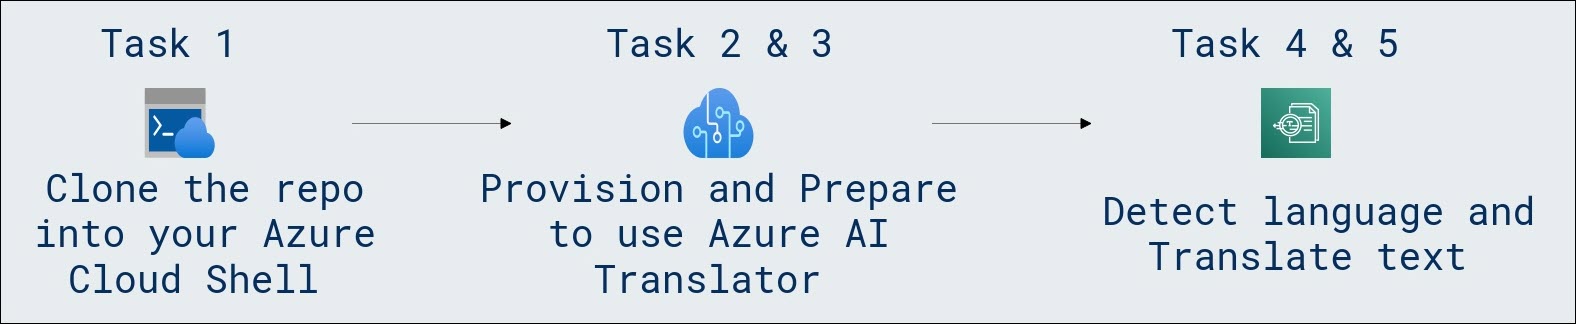 Task 1
Clone the repo
into your Azure
Cloud Shell
Task 2 & 3
Provision and Prepare
to use Azure AI
Translator
Task 4 & 5
Detect language and
Translate text